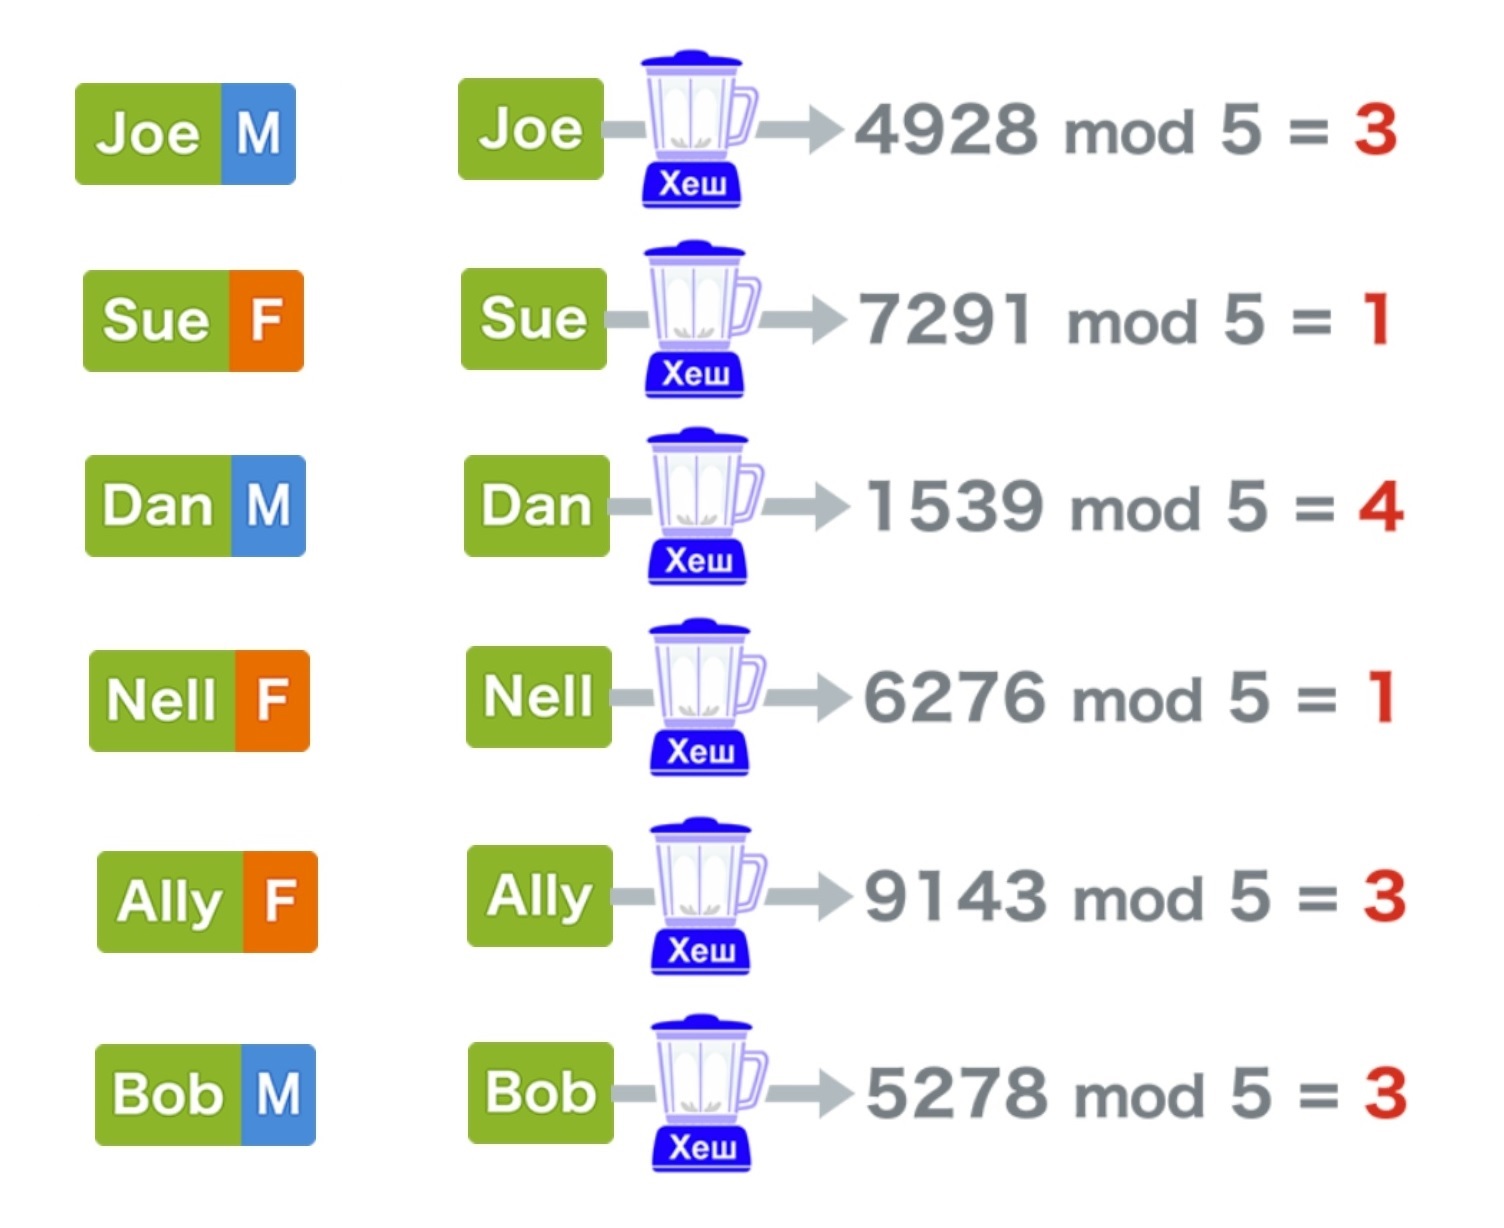 Joe M Joe 4928 mod 5 = 3
Хеш
Sue F Sue 7291 mod 5 = 1
Хеш
Dan M Dan 1539 mod 5 = 4
Хеш
Nell F Nell 6276 mod 5 = 1
Хеш
Ally F Ally 9143 mod 5 = 3
Хеш
Bob M Bob 5278 mod 5 = 3
Хеш